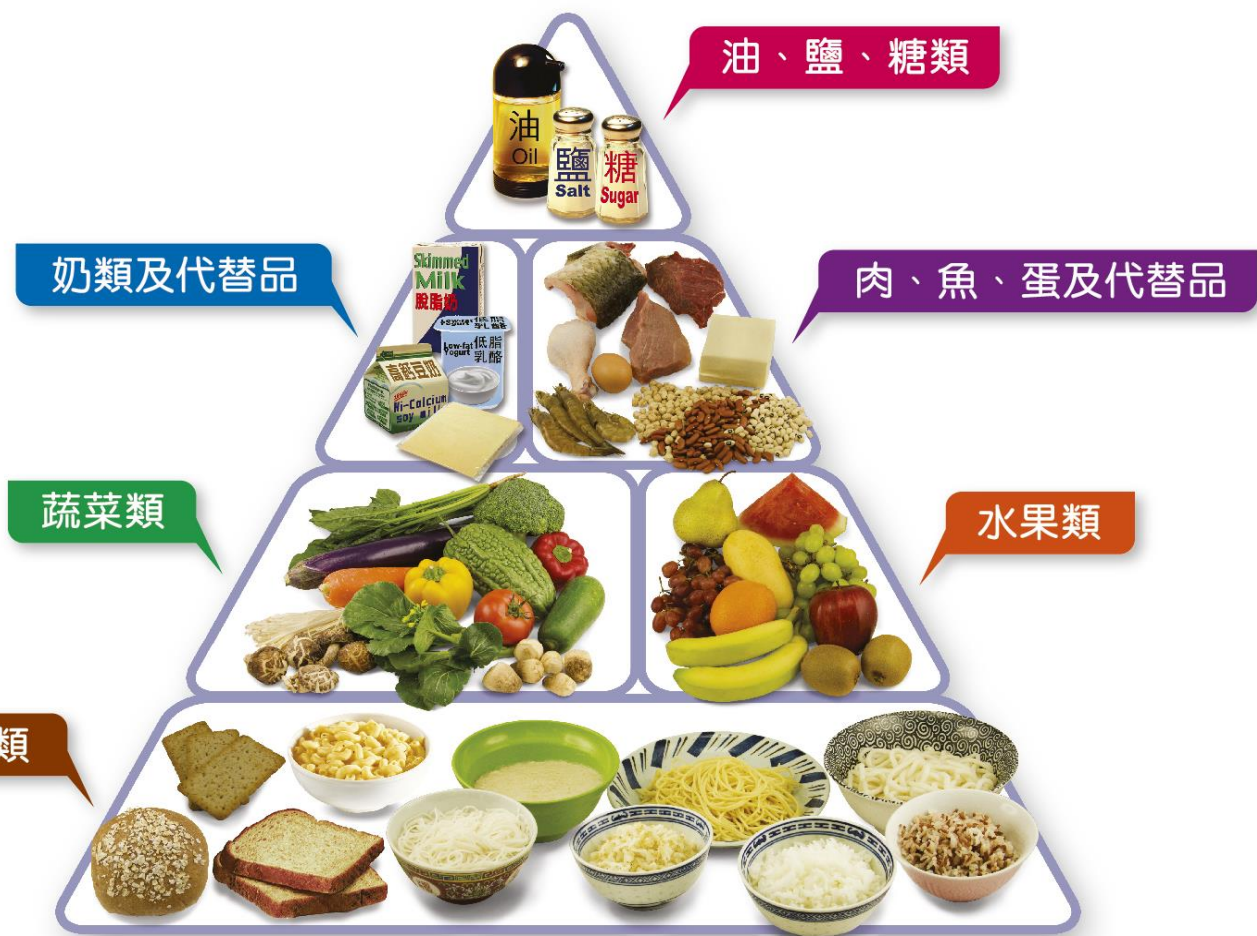 油、鹽、糖類
油
Oil
鹽
Salt
糖
Sugar
奶類及代替品
Skimmed
Milk
脫脂奶
Low-fat
Yogurt
低脂
乳酪
高鈣豆奶
Hi-Calcium
soy milk
肉、魚、蛋及代替品
蔬菜類
水果類
類